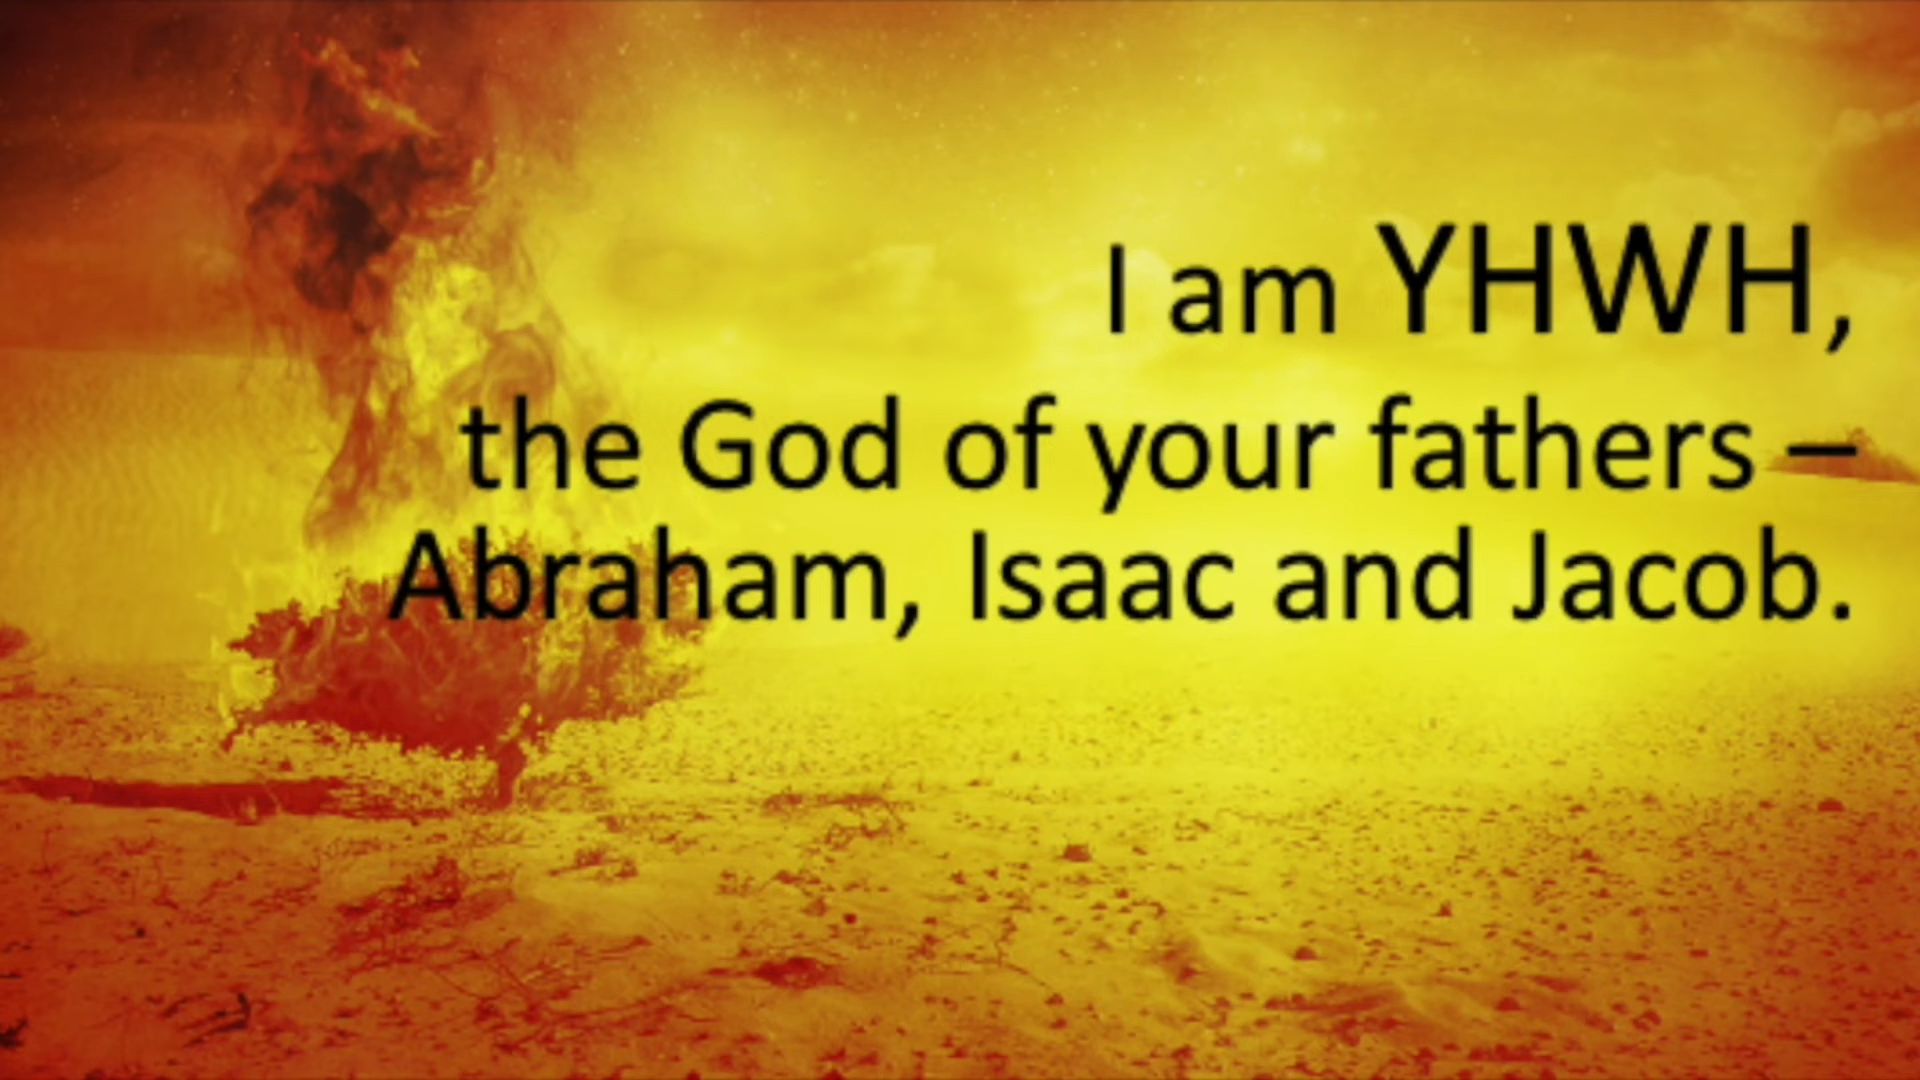 I am YHWH,
the God of your fathers –
Abraham, Isaac and Jacob.